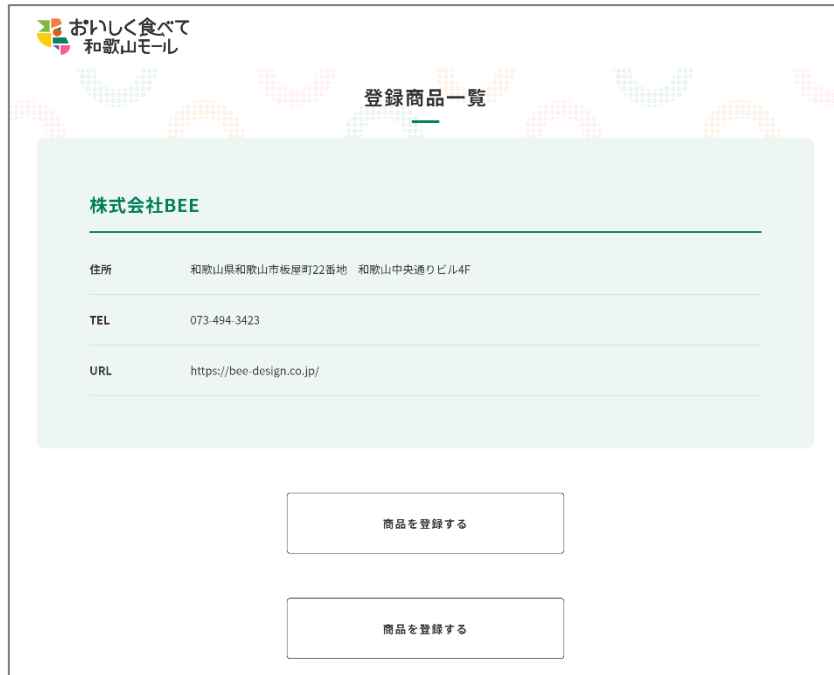 おいしく食べて
和歌山モール
登録商品一覧
株式会社BEE
住所 和歌山県和歌山市板屋町22番地　和歌山中央通りビル4F
TEL 073-494-3423
URL https://bee-design.co.jp/
商品を登録する
商品を登録する